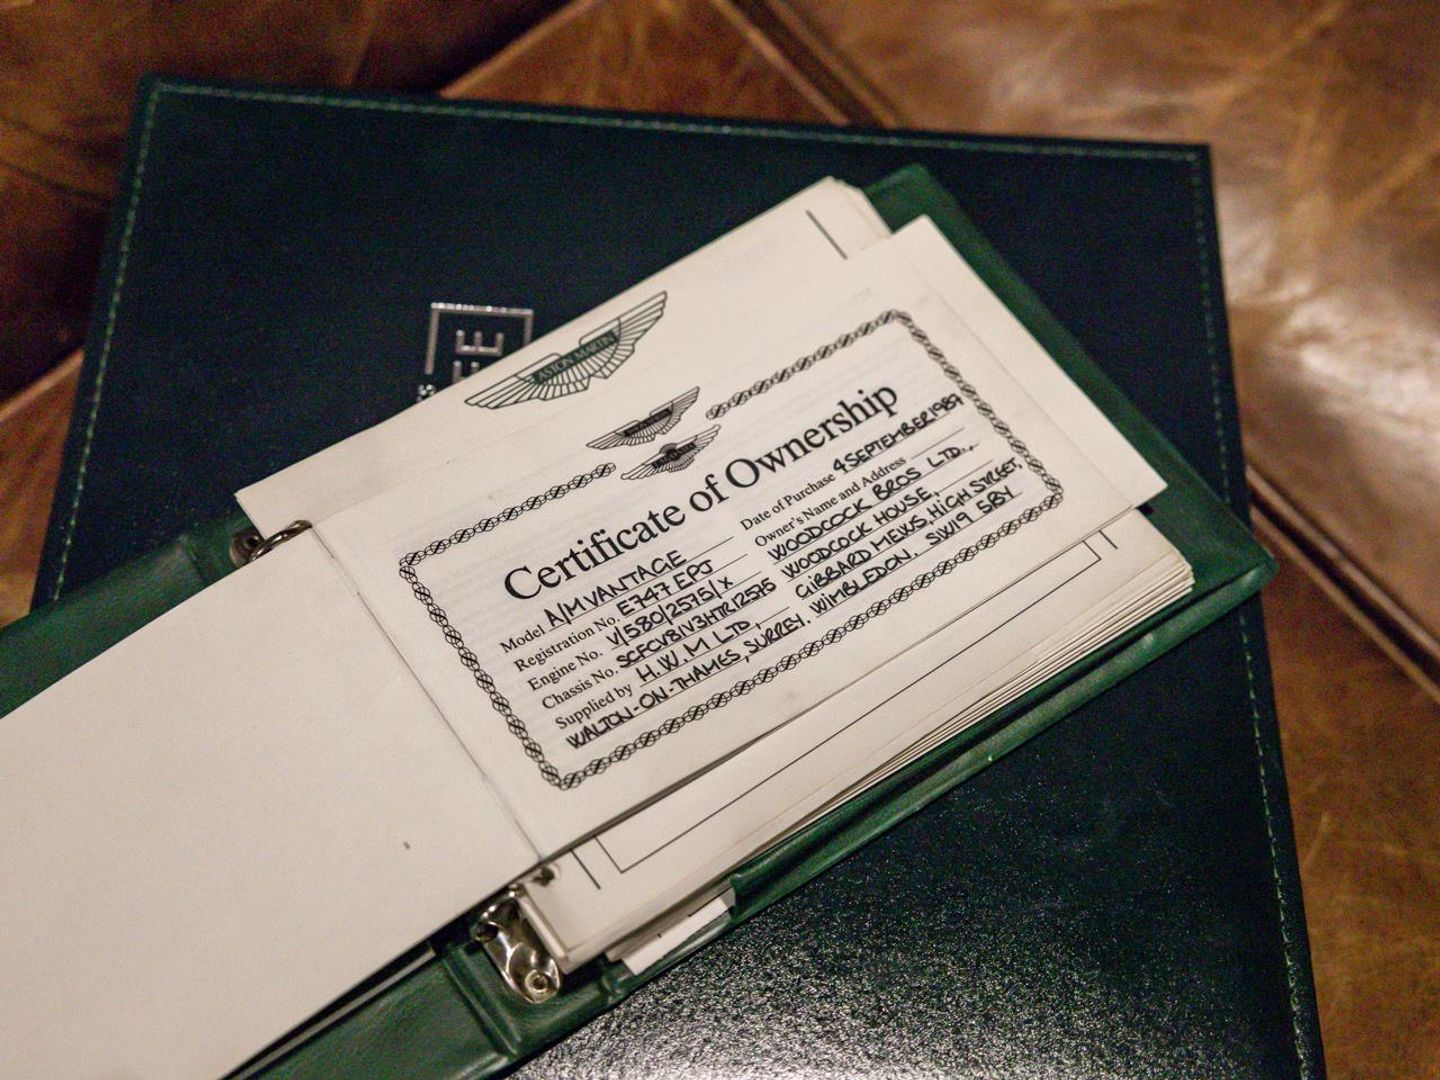 ASTON MARTIN
Certificate of Ownership
Model A/M VANTAGE
Registration No. E747 EPJ
Engine No. V/580/2575/X
Chassis No. SCFCV81V3HTR12575
Supplied by H.W.M LTD,
WALTON-ON-THAMES, SURREY.
Date of Purchase 4 SEPTEMBER 1987
Owner's Name and Address
WOODCOCK BROS LTD.,
WOODCOCK HOUSE,
GIBBARD MEWS, HIGH STREET,
WIMBLEDON. SW19 5BY